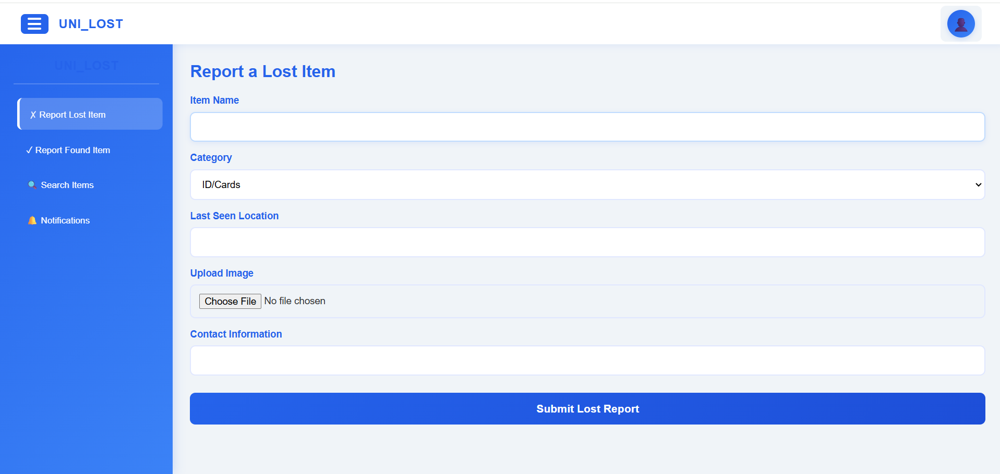 UNI_LOST
UNI_LOST
✗ Report Lost Item
✓ Report Found Item
🔍 Search Items
🔔 Notifications
Report a Lost Item
Item Name
Category
ID/Cards
Last Seen Location
Upload Image
Choose File No file chosen
Contact Information
Submit Lost Report